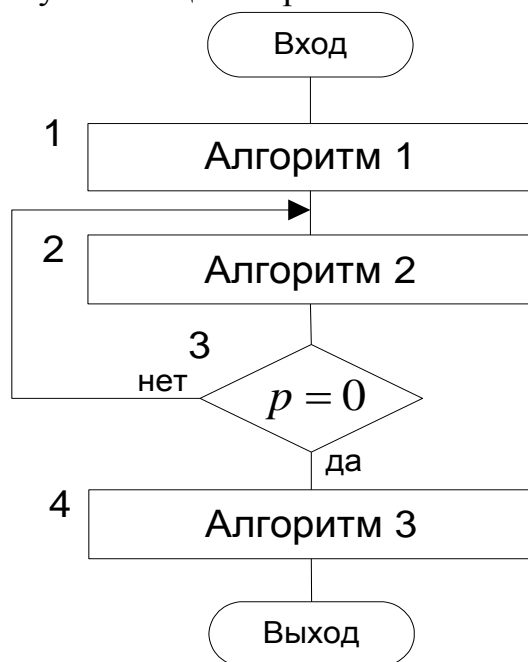 Вход
1
Алгоритм 1
2
Алгоритм 2
3
нет
p = 0
да
4
Алгоритм 3
Выход